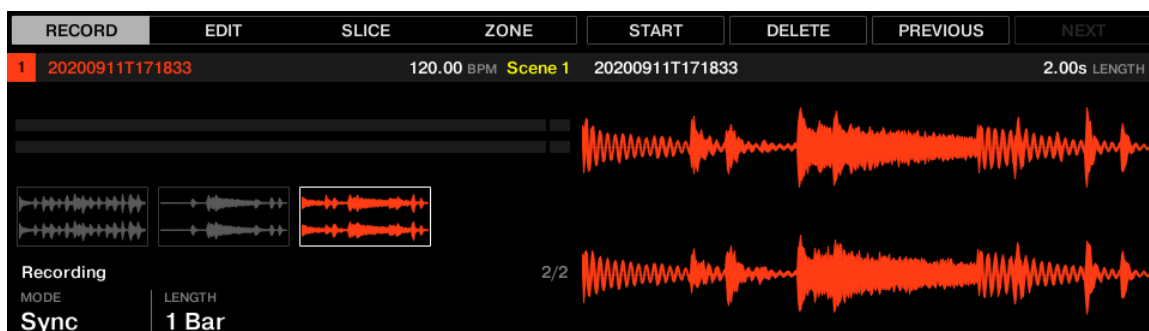 RECORD EDIT SLICE ZONE START DELETE PREVIOUS NEXT
1 20200911T171833 120.00 BPM Scene 1 20200911T171833 2.00s LENGTH
Recording 2/2
MODE LENGTH
Sync 1 Bar